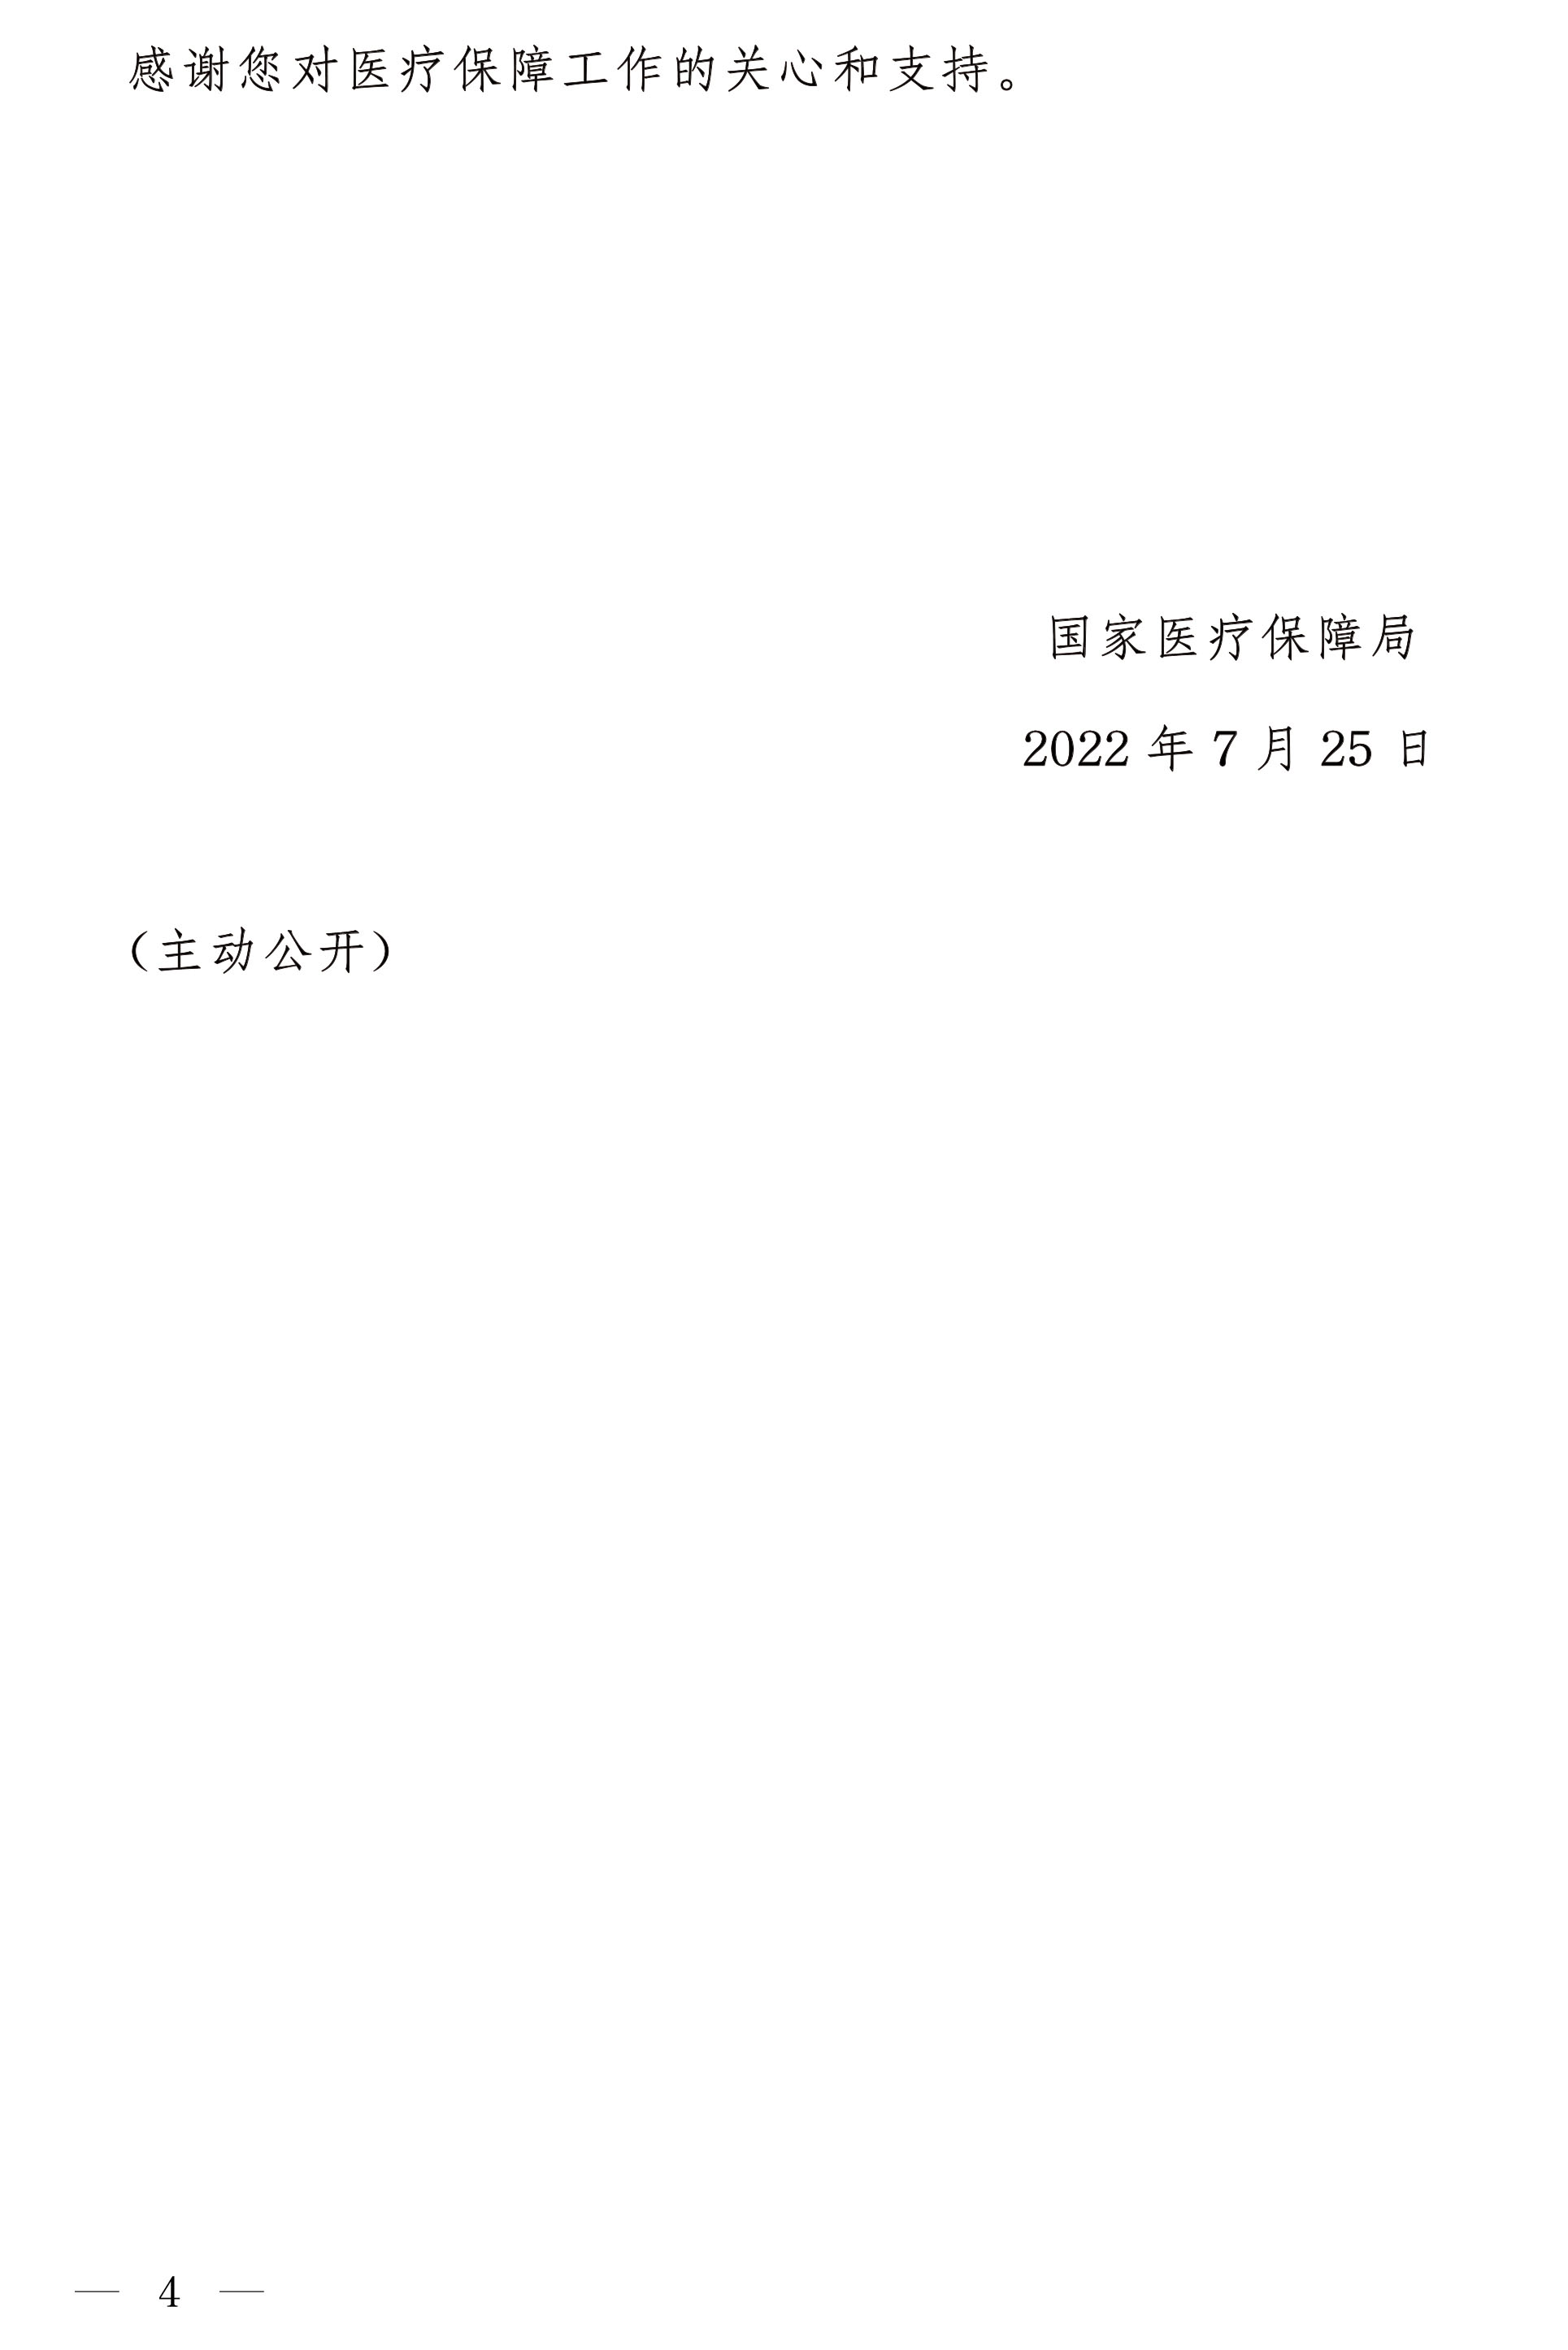 感谢您对医疗保障工作的关心和支持。
国家医疗保障局
2022 年 7 月 25 日
（主动公开）
— 4 —